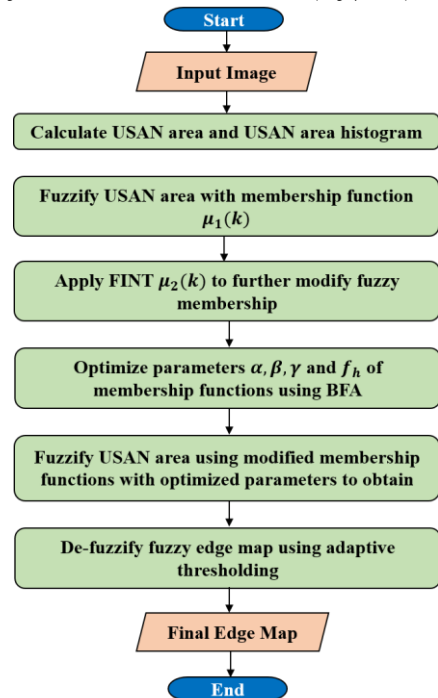 Start
Input Image
Calculate USAN area and USAN area histogram
Fuzzify USAN area with membership function
μ₁(k)
Apply FINT μ₂(k) to further modify fuzzy
membership
Optimize parameters α, β, γ and fₕ of
membership functions using BFA
Fuzzify USAN area using modified membership
functions with optimized parameters to obtain
De-fuzzify fuzzy edge map using adaptive
thresholding
Final Edge Map
End